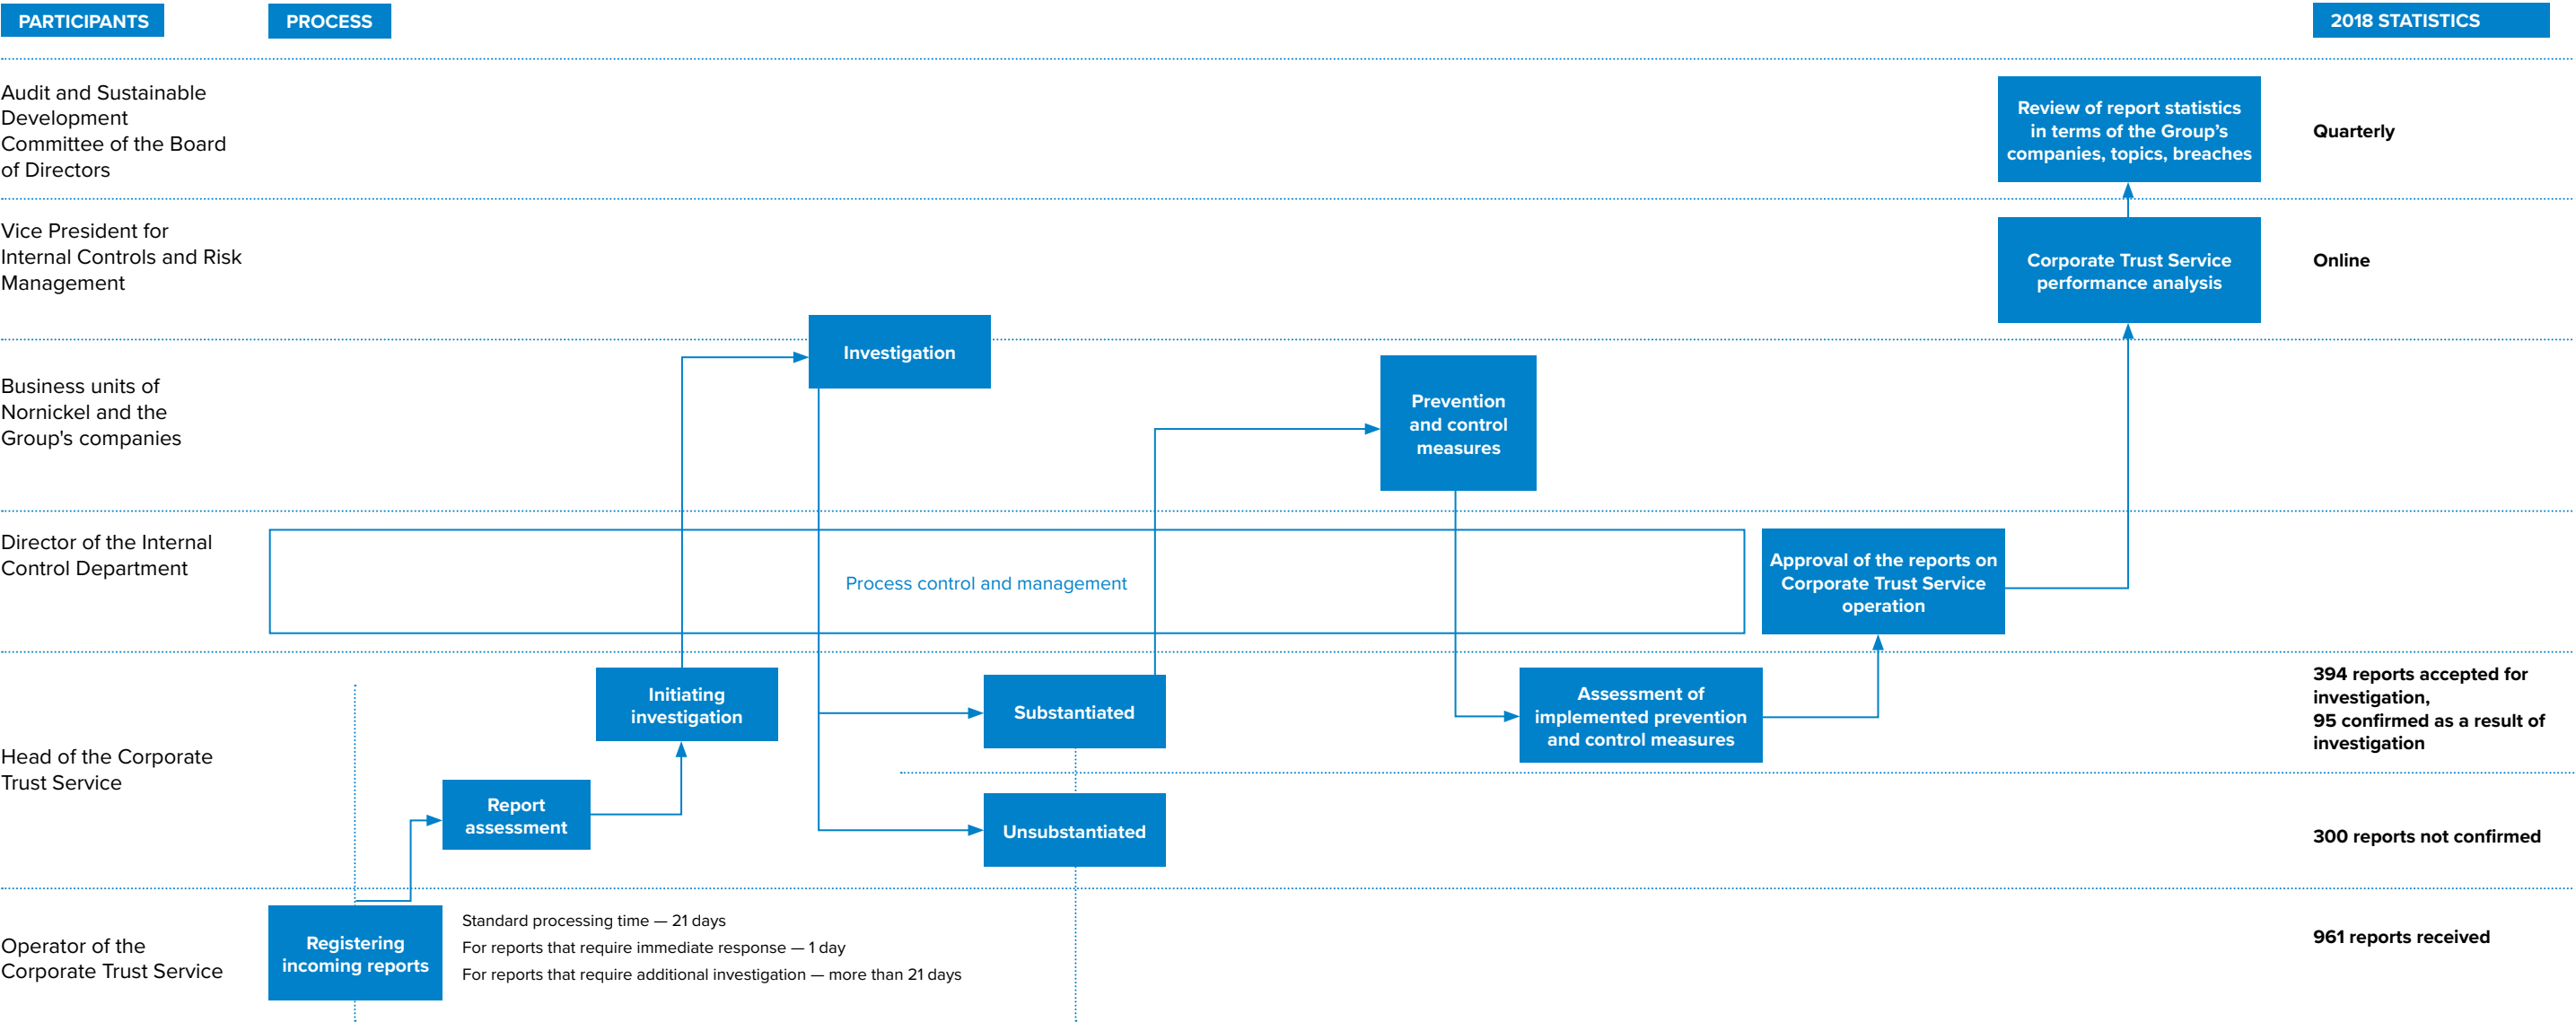 PARTICIPANTS
PROCESS
2018 STATISTICS
Audit and Sustainable
Development
Committee of the Board
of Directors
Review of report statistics
in terms of the Group’s
companies, topics, breaches
Quarterly
Vice President for
Internal Controls and Risk
Management
Corporate Trust Service
performance analysis
Online
Investigation
Business units of
Nornickel and the
Group's companies
Prevention
and control
measures
Director of the Internal
Control Department
Process control and management
Approval of the reports on
Corporate Trust Service
operation
Head of the Corporate
Trust Service
Initiating
investigation
Substantiated
Assessment of
implemented prevention
and control measures
394 reports accepted for
investigation,
95 confirmed as a result of
investigation
Report
assessment
Unsubstantiated
300 reports not confirmed
Operator of the
Corporate Trust Service
Registering
incoming reports
Standard processing time — 21 days
For reports that require immediate response — 1 day
For reports that require additional investigation — more than 21 days
961 reports received